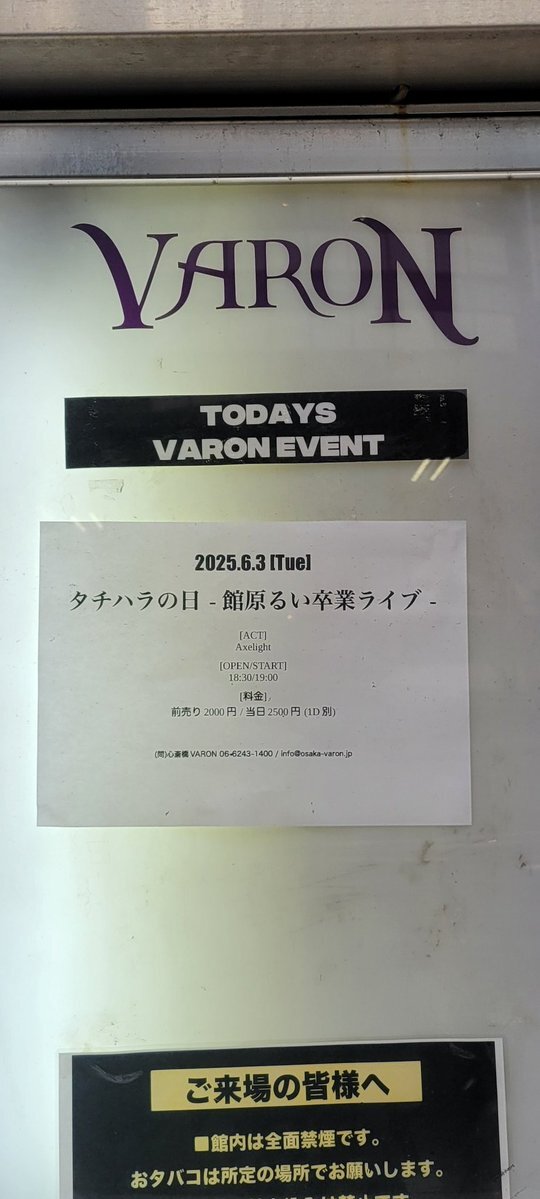 VARON
TODAYS
VARON EVENT
2025.6.3 [Tue]
タチハラの日 - 館原るい卒業ライブ -
[ACT]
Axelight
[OPEN/START]
18:30/19:00
[料金]
前売り 2000 円 / 当日 2500 円 (1D 別)
(問)心斎橋 VARON 06-6243-1400 / info@osaka-varon.jp
ご来場の皆様へ
■館内は全面禁煙です。
おタバコは所定の場所でお願いします。